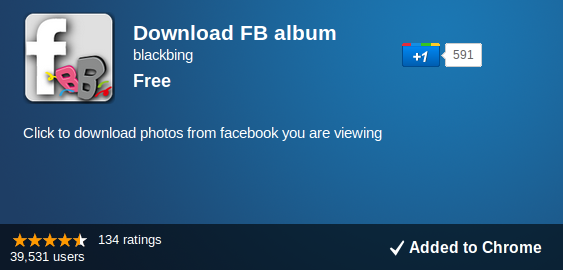 Download FB album
blackbing
Free
+1
591
f
BB
Click to download photos from facebook you are viewing
134 ratings
39,531 users
Added to Chrome